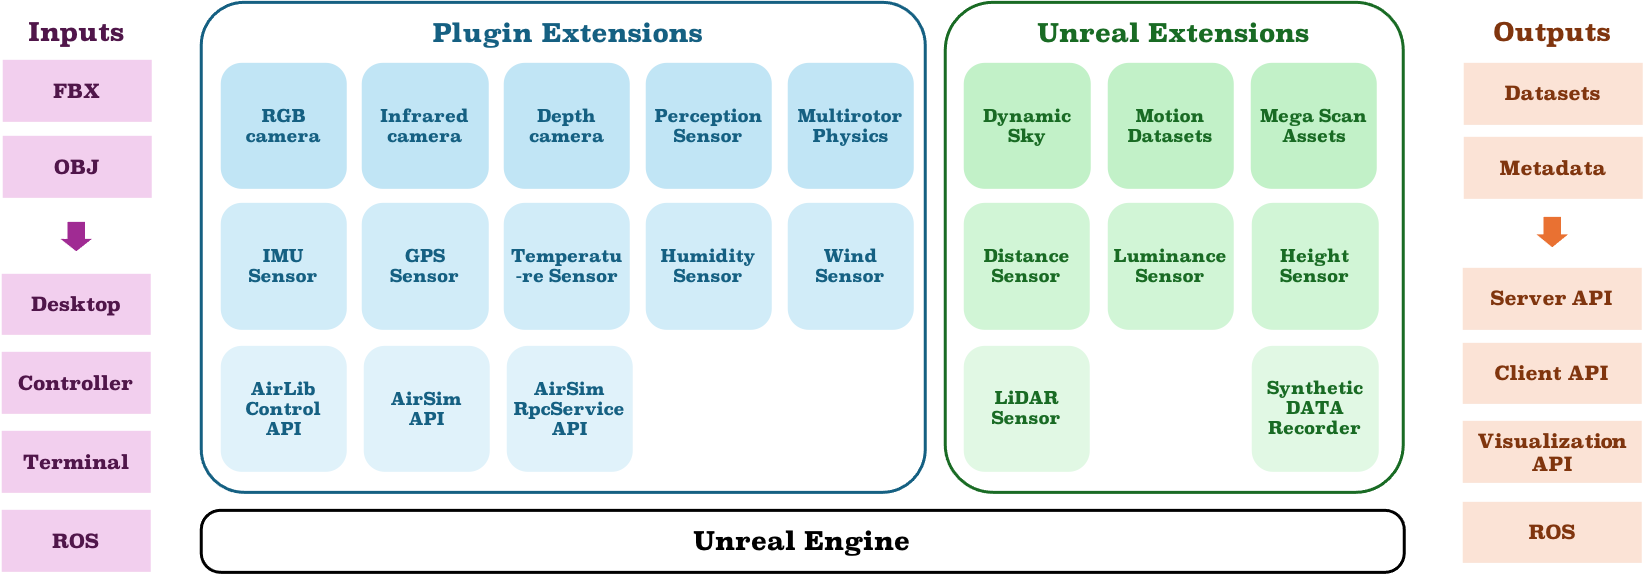 Inputs
FBX
OBJ
Desktop
Controller
Terminal
ROS
Plugin Extensions
RGB
camera
Infrared
camera
Depth
camera
Perception
Sensor
Multirotor
Physics
IMU
Sensor
GPS
Sensor
Temperatu
-re Sensor
Humidity
Sensor
Wind
Sensor
AirLib
Control
API
AirSim
API
AirSim
RpcService
API
Unreal Extensions
Dynamic
Sky
Motion
Datasets
Mega Scan
Assets
Distance
Sensor
Luminance
Sensor
Height
Sensor
LiDAR
Sensor
Synthetic
DATA
Recorder
Unreal Engine
Outputs
Datasets
Metadata
Server API
Client API
Visualization
API
ROS